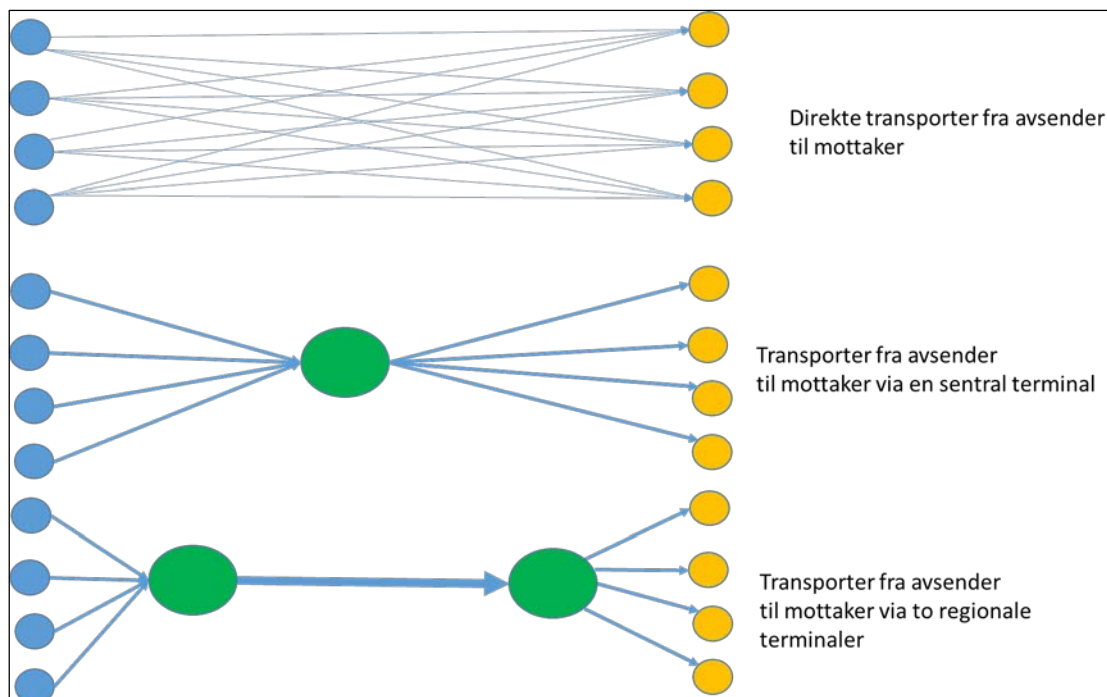 Direkte transporter fra avsender
til mottaker
Transporter fra avsender
til mottaker via en sentral terminal
Transporter fra avsender
til mottaker via to regionale
terminaler